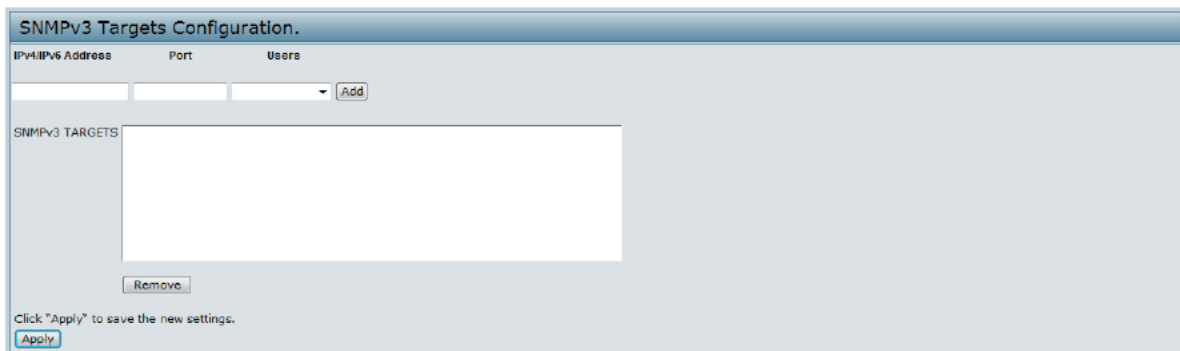 SNMPv3 Targets Configuration.
IPv4/IPv6 Address Port Users
Add
SNMPv3 TARGETS
Remove
Click "Apply" to save the new settings.
Apply